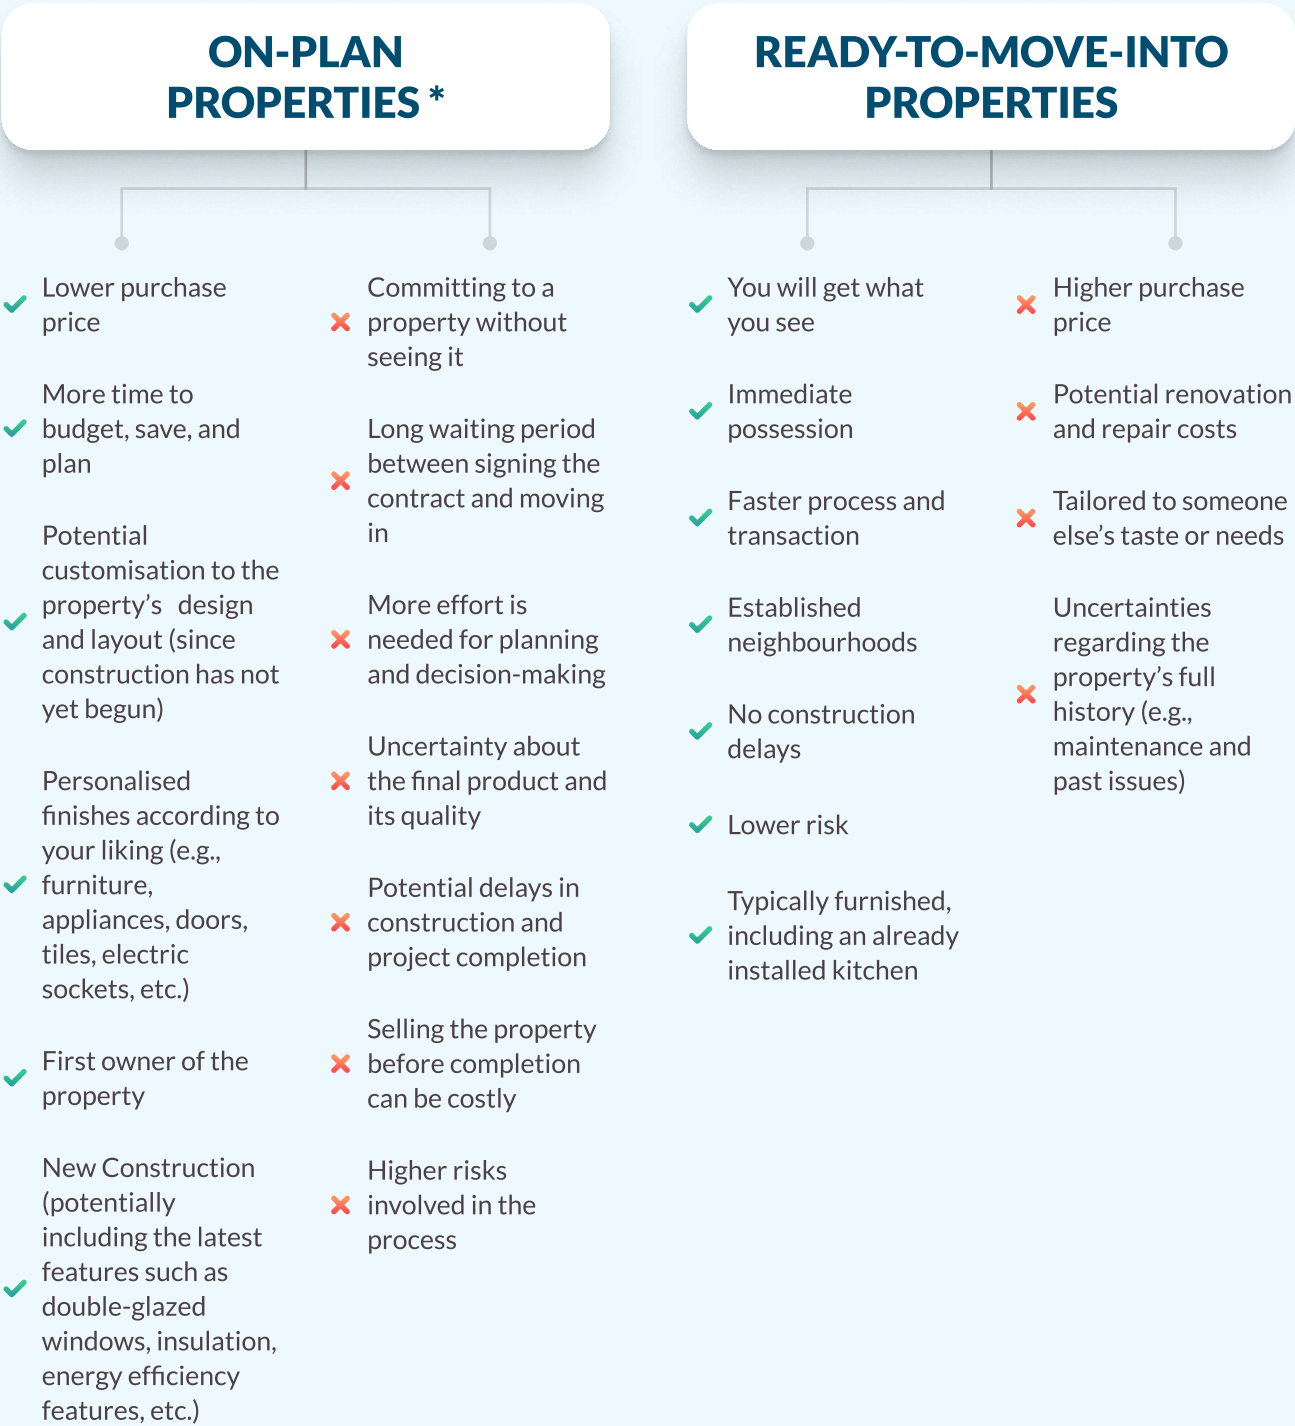 ON-PLAN
PROPERTIES *
Lower purchase
price
More time to
budget, save, and
plan
Potential
customisation to the
property’s design
and layout (since
construction has not
yet begun)
Personalised
finishes according to
your liking (e.g.,
furniture,
appliances, doors,
tiles, electric
sockets, etc.)
First owner of the
property
New Construction
(potentially
including the latest
features such as
double-glazed
windows, insulation,
energy efficiency
features, etc.)
Committing to a
property without
seeing it
Long waiting period
between signing the
contract and moving
in
More effort is
needed for planning
and decision-making
Uncertainty about
the final product and
its quality
Potential delays in
construction and
project completion
Selling the property
before completion
can be costly
Higher risks
involved in the
process
READY-TO-MOVE-INTO
PROPERTIES
You will get what
you see
Immediate
possession
Faster process and
transaction
Established
neighbourhoods
No construction
delays
Lower risk
Typically furnished,
including an already
installed kitchen
Higher purchase
price
Potential renovation
and repair costs
Tailored to someone
else’s taste or needs
Uncertainties
regarding the
property’s full
history (e.g.,
maintenance and
past issues)